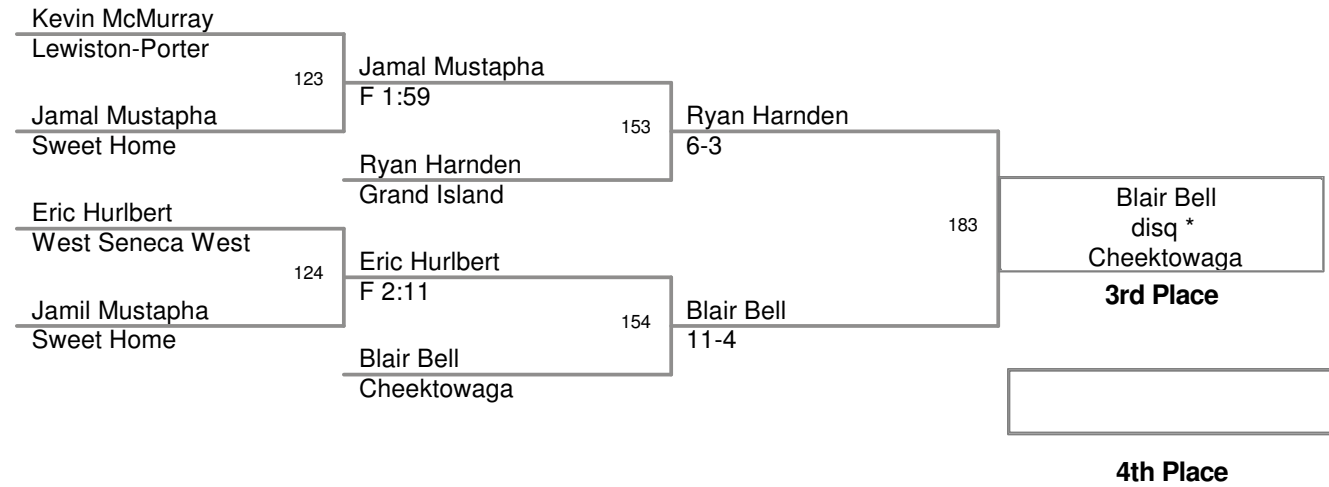 Kevin McMurray
Lewiston-Porter
123
Jamal Mustapha
F 1:59
Jamal Mustapha
Sweet Home
153
Ryan Harnden
6-3
Ryan Harnden
Grand Island
Eric Hurlbert
West Seneca West
183
Blair Bell
disq *
Cheektowaga
3rd Place
124
Eric Hurlbert
F 2:11
Jamil Mustapha
Sweet Home
154
Blair Bell
11-4
Blair Bell
Cheektowaga
4th Place